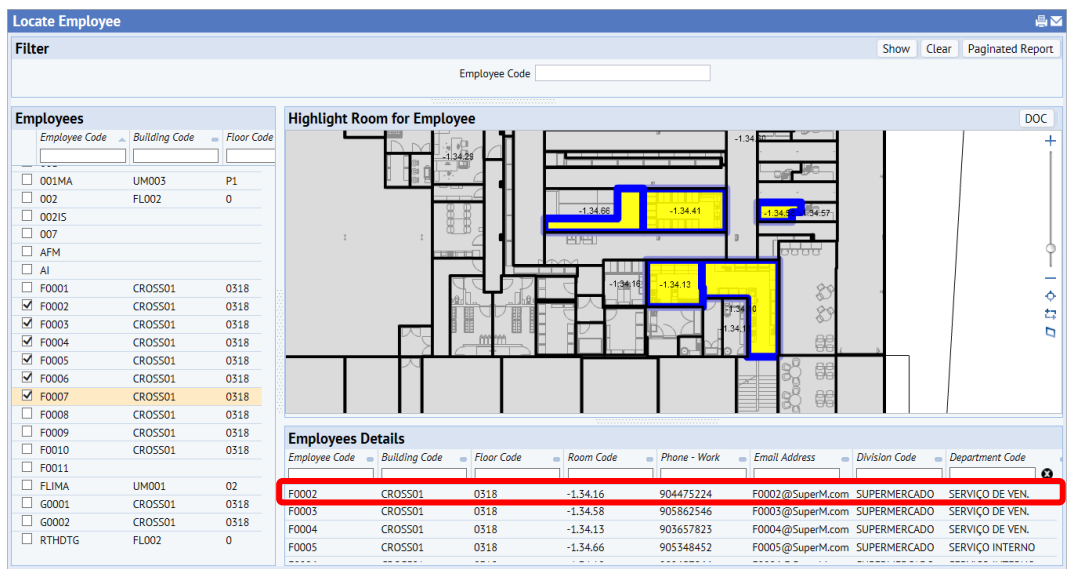 Locate Employee
Filter
Show Clear Paginated Report
Employee Code
Employees
Employee Code Building Code Floor Code
001MA UM003 P1
002 FL002 0
002IS
007
AFM
AI
F0001 CROSS01 0318
F0002 CROSS01 0318
F0003 CROSS01 0318
F0004 CROSS01 0318
F0005 CROSS01 0318
F0006 CROSS01 0318
F0007 CROSS01 0318
F0008 CROSS01 0318
F0009 CROSS01 0318
F0010 CROSS01 0318
F0011
FLIMA UM001 02
G0001 CROSS01 0318
G0002 CROSS01 0318
RTHDTG FL002 0
Highlight Room for Employee
DOC
-1.34.29
-1.34.66
-1.34.41
-1.34.57
-1.34.16
-1.34.13
Employees Details
Employee Code Building Code Floor Code Room Code Phone - Work Email Address Division Code Department Code
F0002 CROSS01 0318 -1.34.16 904475224 F0002@SuperM.com SUPERMERCADO SERVIÇO DE VEN.
F0003 CROSS01 0318 -1.34.58 905862546 F0003@SuperM.com SUPERMERCADO SERVIÇO DE VEN.
F0004 CROSS01 0318 -1.34.13 903657823 F0004@SuperM.com SUPERMERCADO SERVIÇO DE VEN.
F0005 CROSS01 0318 -1.34.66 905348452 F0005@SuperM.com SUPERMERCADO SERVIÇO INTERNO